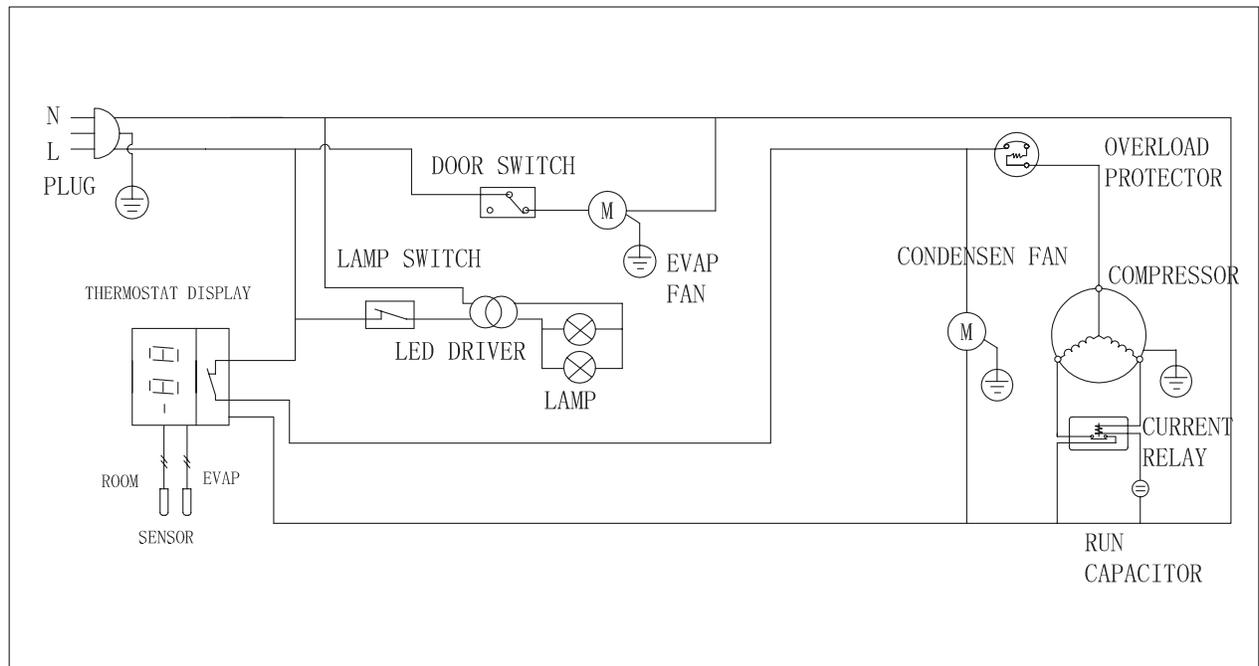 N
L
PLUG
DOOR SWITCH
M
EVAP
FAN
LAMP SWITCH
LED DRIVER
LAMP
THERMOSTAT DISPLAY
ROOM
EVAP
SENSOR
OVERLOAD
PROTECTOR
CONDENSEN FAN
M
COMPRESSOR
CURRENT
RELAY
RUN
CAPACITOR